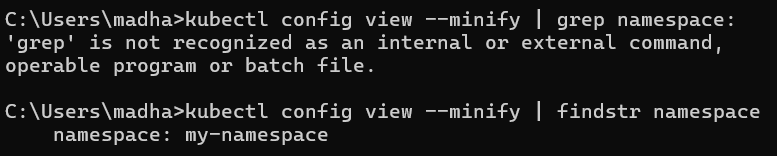 C:\Users\madha>kubectl config view --minify | grep namespace:
'grep' is not recognized as an internal or external command,
operable program or batch file.
C:\Users\madha>kubectl config view --minify | findstr namespace
    namespace: my-namespace